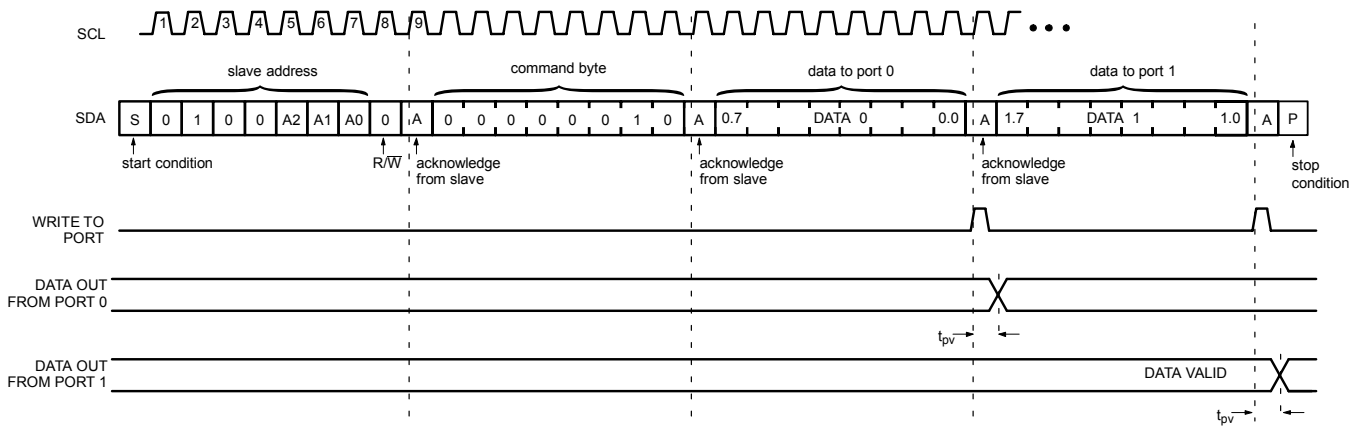 SCL 1 2 3 4 5 6 7 8 9
slave address command byte data to port 0 data to port 1
SDA S 0 1 0 0 A2 A1 A0 0 A 0 0 0 0 0 0 1 0 A 0.7 DATA 0 0.0 A 1.7 DATA 1 1.0 A P
start condition R/W̅ acknowledge acknowledge acknowledge stop
from slave from slave from slave condition
WRITE TO
PORT
DATA OUT
FROM PORT 0
tpv
DATA OUT
FROM PORT 1
DATA VALID
tpv